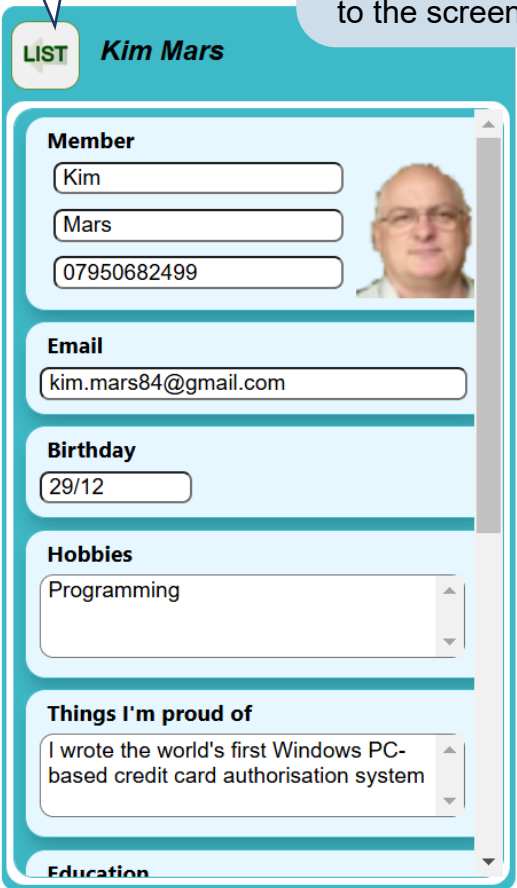 to the screen
LIST
Kim Mars
Member
Kim
Mars
07950682499
Email
kim.mars84@gmail.com
Birthday
29/12
Hobbies
Programming
Things I'm proud of
I wrote the world's first Windows PC-
based credit card authorisation system
Education